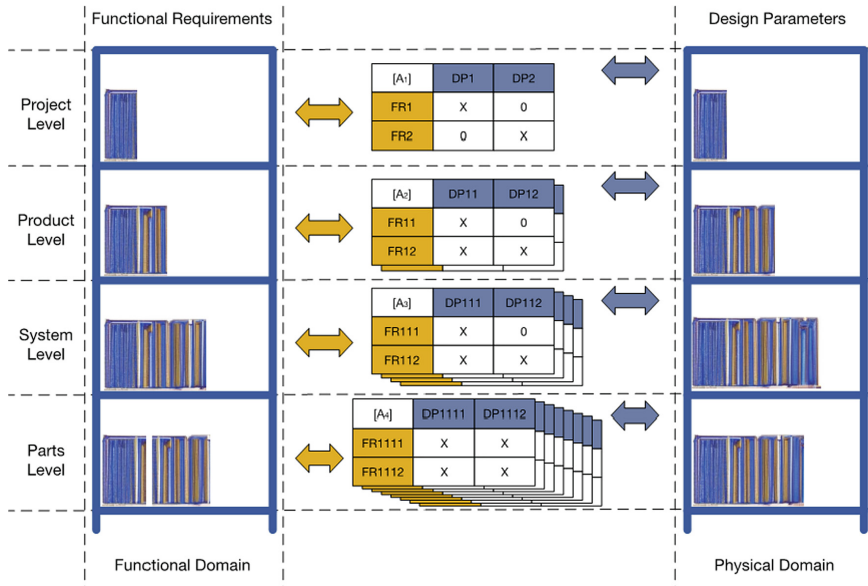 Functional Requirements
Design Parameters
Project
Level
[A1] DP1 DP2
FR1 X 0
FR2 0 X
Product
Level
[A2] DP11 DP12
FR11 X 0
FR12 X X
System
Level
[A3] DP111 DP112
FR111 X 0
FR112 X X
Parts
Level
[A4] DP1111 DP1112
FR1111 X X
FR1112 X X
Functional Domain
Physical Domain